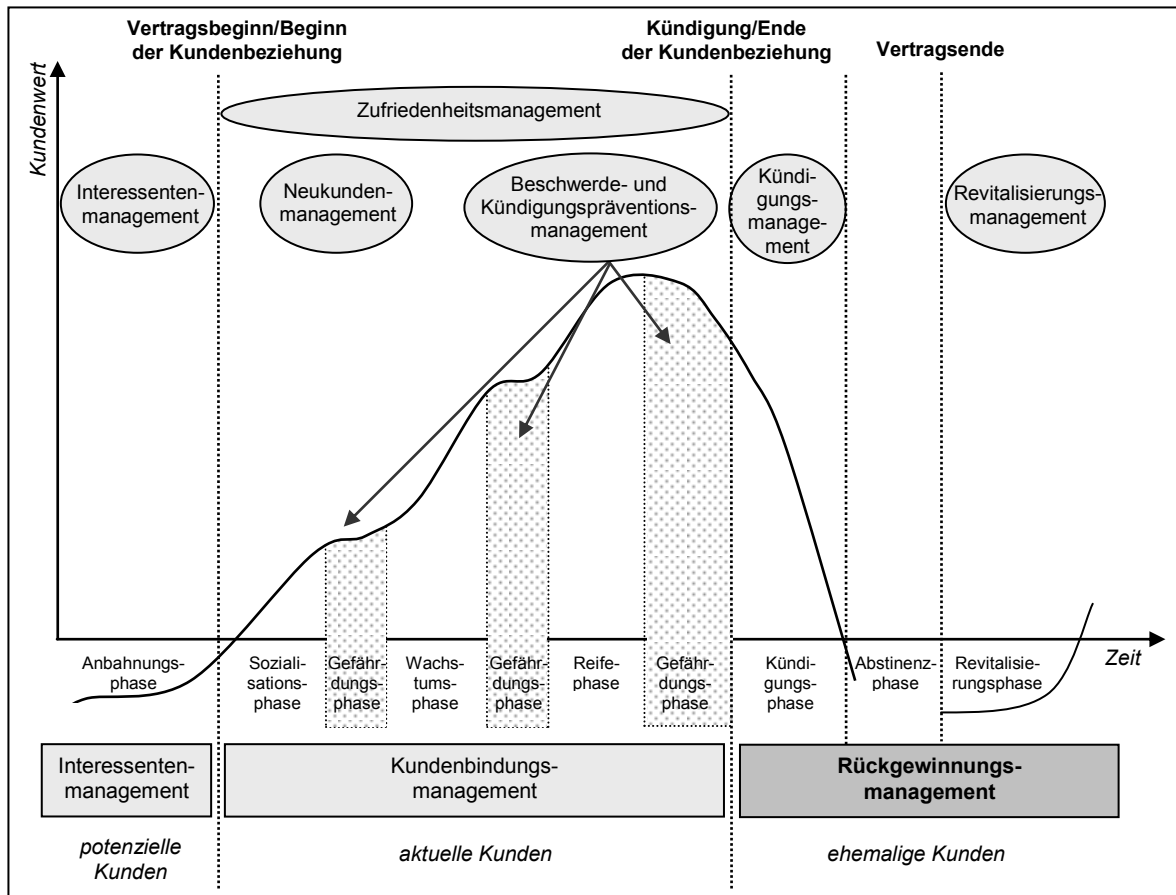 Vertragsbeginn/Beginn
der Kundenbeziehung
Kündigung/Ende
der Kundenbeziehung
Vertragsende
Kundenwert
Zufriedenheitsmanagement
Interessenten-
management
Neukunden-
management
Beschwerde- und
Kündigungspräventions-
management
Kündi-
gungs-
manage-
ment
Revitalisierungs-
management
Zeit
Anbahnungs-
phase
Soziali-
sations-
phase
Gefähr-
dungs-
phase
Wachs-
tums-
phase
Gefähr-
dungs-
phase
Reife-
phase
Gefähr-
dungs-
phase
Kündi-
gungs-
phase
Abstinenz-
phase
Revitalisie-
rungsphase
Interessenten-
management
Kundenbindungs-
management
Rückgewinnungs-
management
potenzielle
Kunden
aktuelle Kunden
ehemalige Kunden